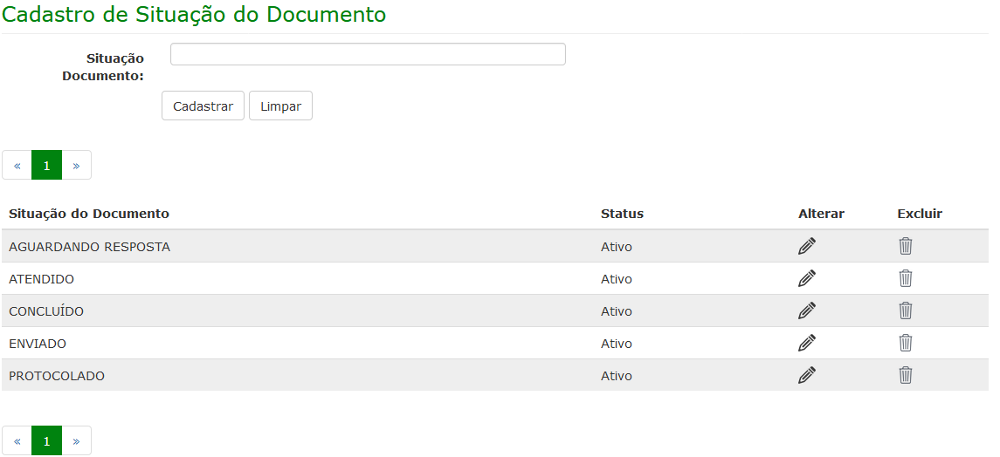 Cadastro de Situação do Documento
Situação
Documento:
Cadastrar Limpar
« 1 »
Situação do Documento Status Alterar Excluir
AGUARDANDO RESPOSTA Ativo
ATENDIDO Ativo
CONCLUÍDO Ativo
ENVIADO Ativo
PROTOCOLADO Ativo
« 1 »